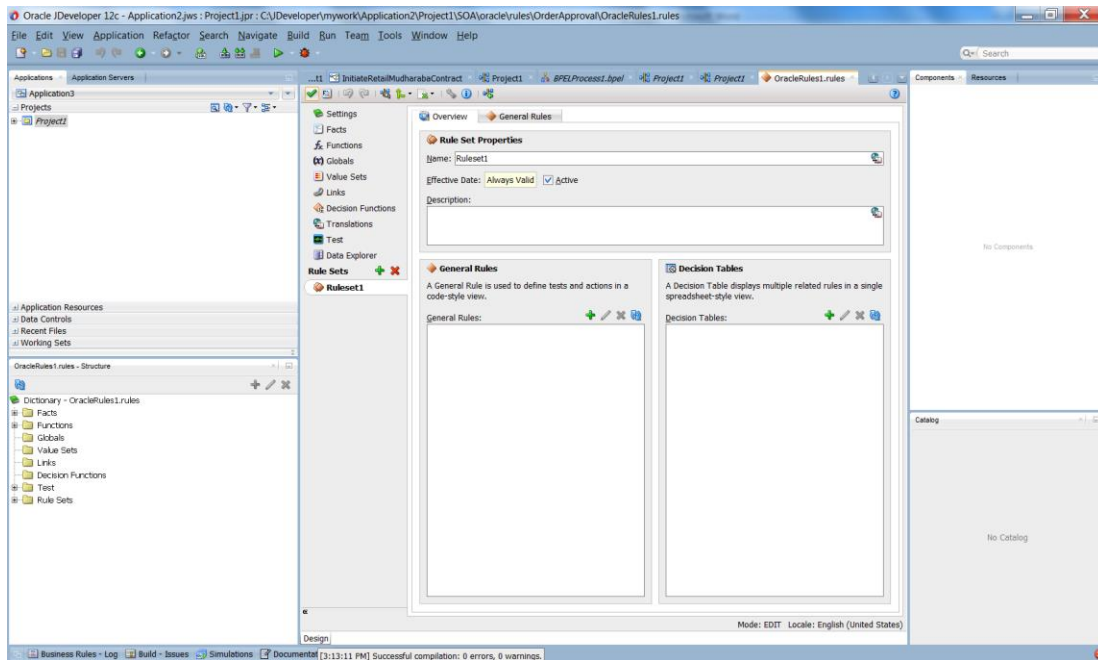 Oracle JDeveloper 12c - Application2.jws : Project1.jpr : C:\JDeveloper\mywork\Application2\Project1\SOA\oracle\rules\OrderApproval\OracleRules1.rules
File Edit View Application Refactor Search Navigate Build Run Team Tools Window Help
Search
Applications Application Servers
Application3
Projects
Project1
Application Resources
Data Controls
Recent Files
Working Sets
OracleRules1.rules - Structure
Dictionary - OracleRules1.rules
Facts
Functions
Globals
Value Sets
Links
Decision Functions
Test
Rule Sets
...t1 InitiateRetailMudharabaContract Project1 BPELProcess1.bpel Project1 Project1 OracleRules1.rules
Settings
Facts
Functions
Globals
Value Sets
Links
Decision Functions
Translations
Test
Data Explorer
Rule Sets
Ruleset1
Overview General Rules
Rule Set Properties
Name: Ruleset1
Effective Date: Always Valid Active
Description:
General Rules
A General Rule is used to define tests and actions in a
code-style view.
General Rules:
Decision Tables
A Decision Table displays multiple related rules in a single
spreadsheet-style view.
Decision Tables:
Mode: EDIT Locale: English (United States)
Design
Components Resources
No Components
Catalog
No Catalog
Business Rules - Log Build - Issues Simulations Documentat [3:13:11 PM] Successful compilation: 0 errors, 0 warnings.